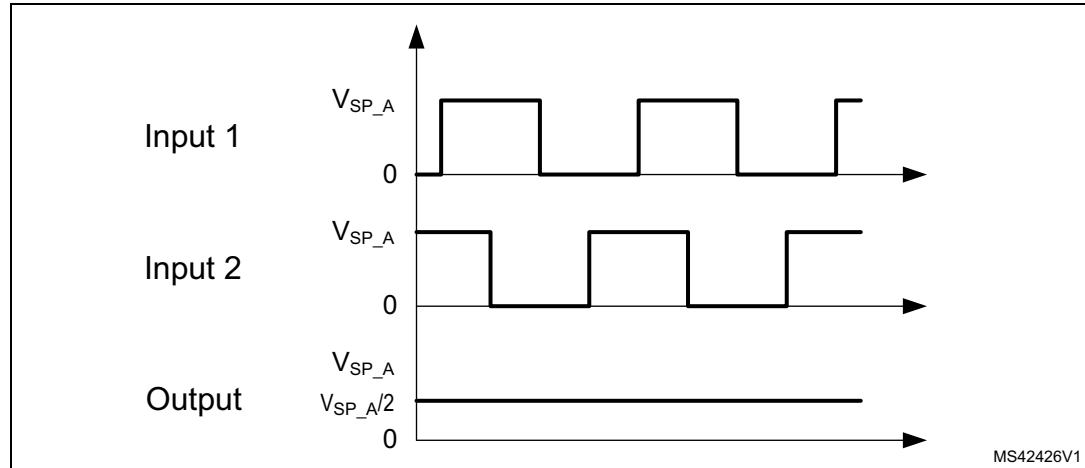 V_SP_A
Input 1
0
V_SP_A
Input 2
0
V_SP_A
Output
V_SP_A/2
0
MS42426V1